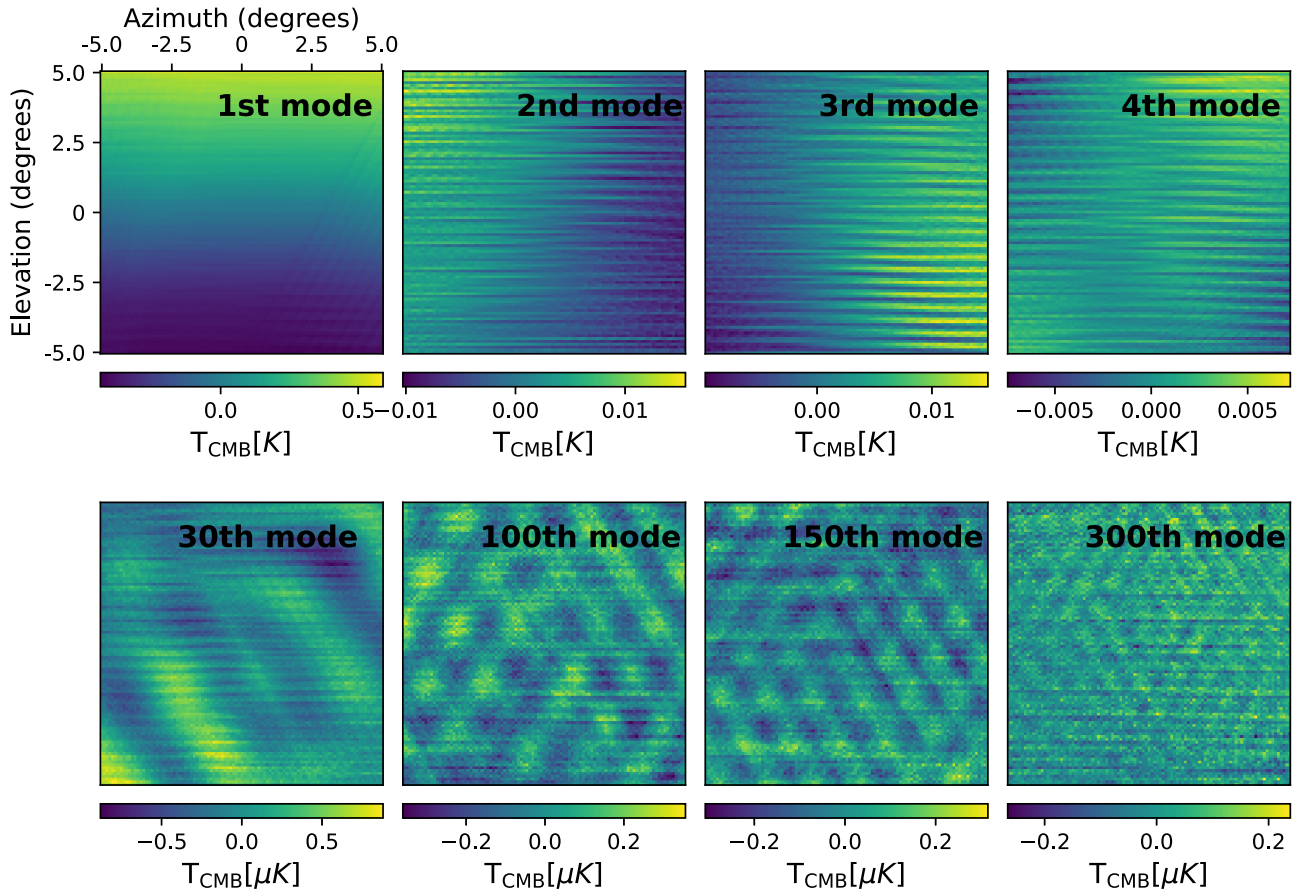 Azimuth (degrees)
-5.0 -2.5 0 2.5 5.0
Elevation (degrees)
5.0
2.5
0
-2.5
-5.0
1st mode
2nd mode
3rd mode
4th mode
0.0 0.5
−0.01 0.00 0.01
0.00 0.01
−0.005 0.000 0.005
T_CMB[K]
T_CMB[K]
T_CMB[K]
T_CMB[K]
30th mode
100th mode
150th mode
300th mode
−0.5 0.0 0.5
−0.2 0.0 0.2
−0.2 0.0 0.2
−0.2 0.0 0.2
T_CMB[μK]
T_CMB[μK]
T_CMB[μK]
T_CMB[μK]